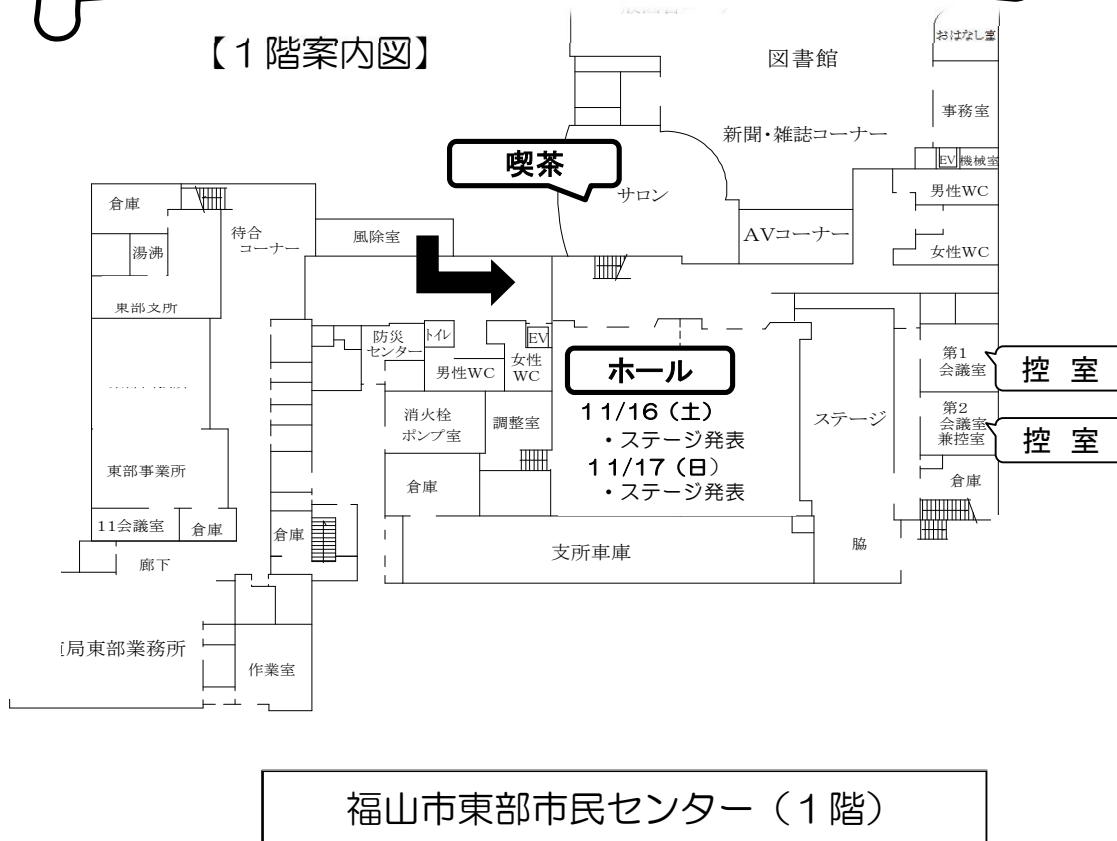 【１階案内図】
おはなし室
図書館
事務室
新聞・雑誌コーナー
喫茶
EV
機械室
サロン
男性WC
倉庫
待合
コーナー
風除室
AVコーナー
女性WC
湯沸
東部支所
防災
センター
トイレ
EV
男性WC
女性
WC
ホール
第1
会議室
控 室
消火栓
ポンプ室
調整室
11/16（土）
・ステージ発表
11/17（日）
・ステージ発表
ステージ
第2
会議室
兼控室
控 室
東部事業所
倉庫
倉庫
11会議室
倉庫
倉庫
支所車庫
脇
廊下
局東部業務所
作業室
福山市東部市民センター（１階）